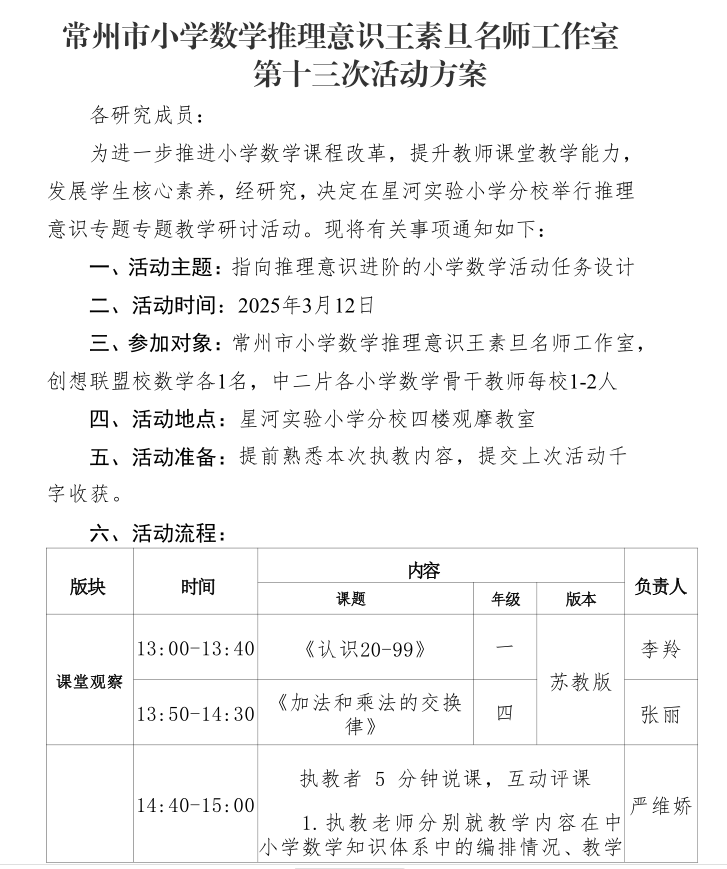 常州市小学数学推理意识王素旦名师工作室
第十三次活动方案
各研究成员：
为进一步推进小学数学课程改革，提升教师课堂教学能力，
发展学生核心素养，经研究，决定在星河实验小学分校举行推理
意识专题专题教学研讨活动。现将有关事项通知如下：
一、活动主题：指向推理意识进阶的小学数学活动任务设计
二、活动时间：2025年3月12日
三、参加对象：常州市小学数学推理意识王素旦名师工作室，
创想联盟校数学各1名，中二片各小学数学骨干教师每校1-2人
四、活动地点：星河实验小学分校四楼观摩教室
五、活动准备：提前熟悉本次执教内容，提交上次活动千
字收获。
六、活动流程：
版块 时间 内容 负责人
课题 年级 版本
课堂观察 13:00-13:40 《认识20-99》 一 苏教版 李羚
13:50-14:30 《加法和乘法的交换
律》 四 张丽
14:40-15:00 执教者 5 分钟说课，互动评课 严维娇
1.执教老师分别就教学内容在中
小学数学知识体系中的编排情况、教学